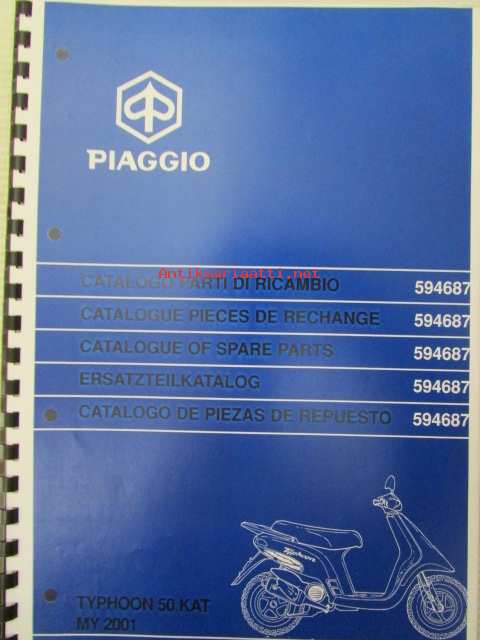 PIAGGIO
Antikvariaatti.net
CATALOGO PARTI DI RICAMBIO 594687
CATALOGUE PIECES DE RECHANGE 594687
CATALOGUE OF SPARE PARTS 594687
ERSATZTEILKATALOG 594687
CATALOGO DE PIEZAS DE REPUESTO 594687
Typhoon
TYPHOON 50 KAT
MY 2001